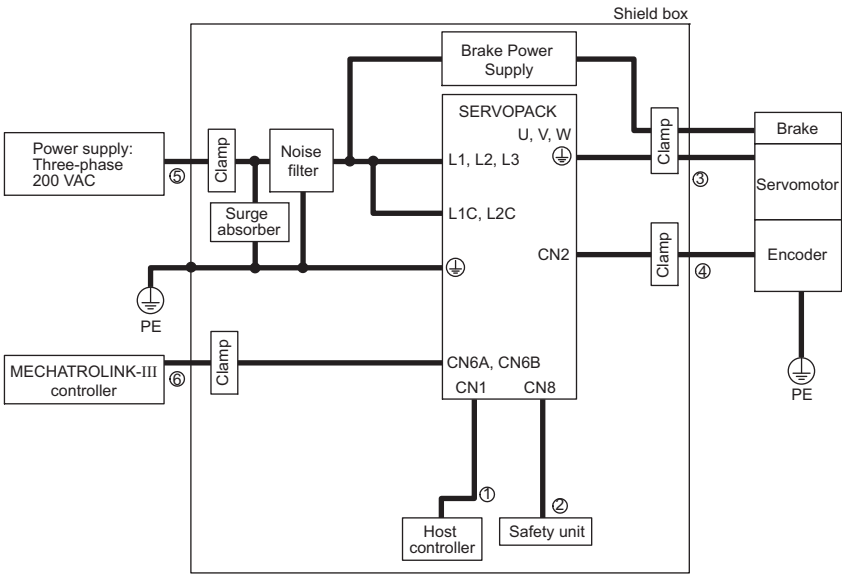 Shield box
Brake Power
Supply
SERVOPACK
U, V, W
Clamp
Noise
filter
Clamp
Brake
Power supply:
Three-phase
200 VAC
⑤
L1, L2, L3
③
Servomotor
Surge
absorber
L1C, L2C
CN2
Clamp
④
Encoder
PE
Clamp
MECHATROLINK-III
controller
⑥
CN6A, CN6B
CN1
CN8
PE
①
②
Host
controller
Safety unit